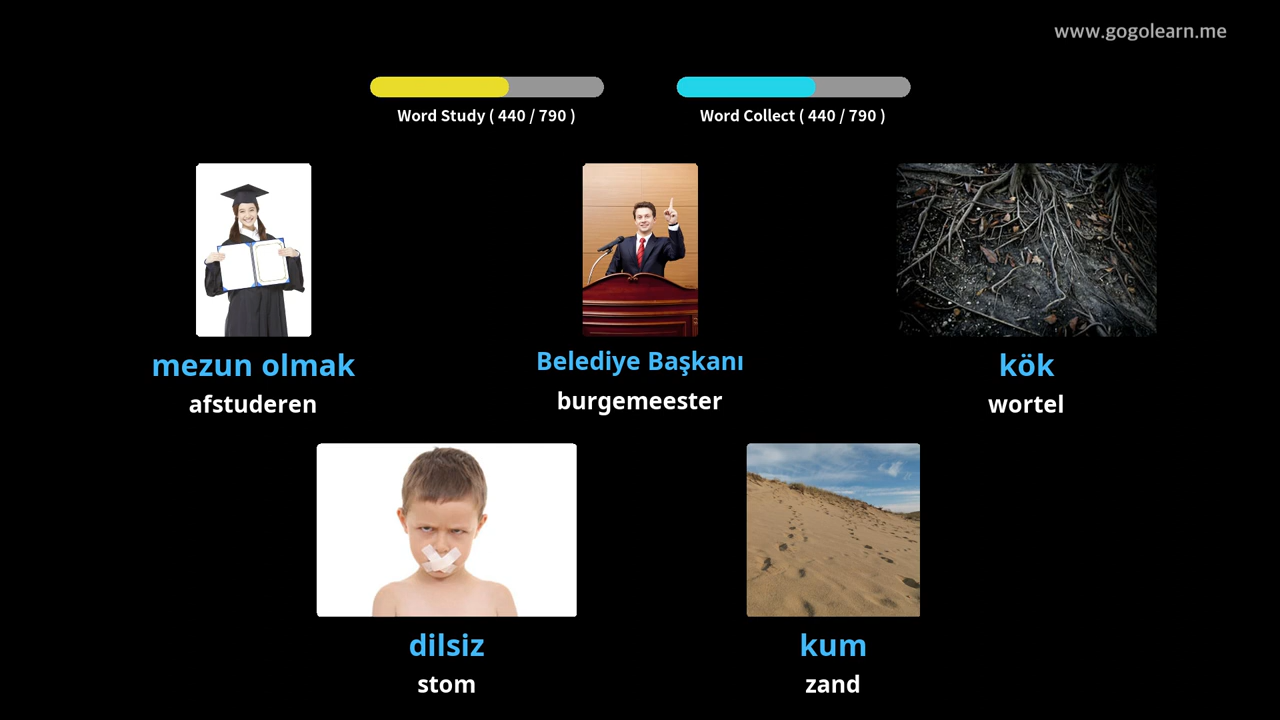 www.gogolearn.me
Word Study ( 440 / 790 )
Word Collect ( 440 / 790 )
mezun olmak
afstuderen
Belediye Başkanı
burgemeester
kök
wortel
dilsiz
stom
kum
zand